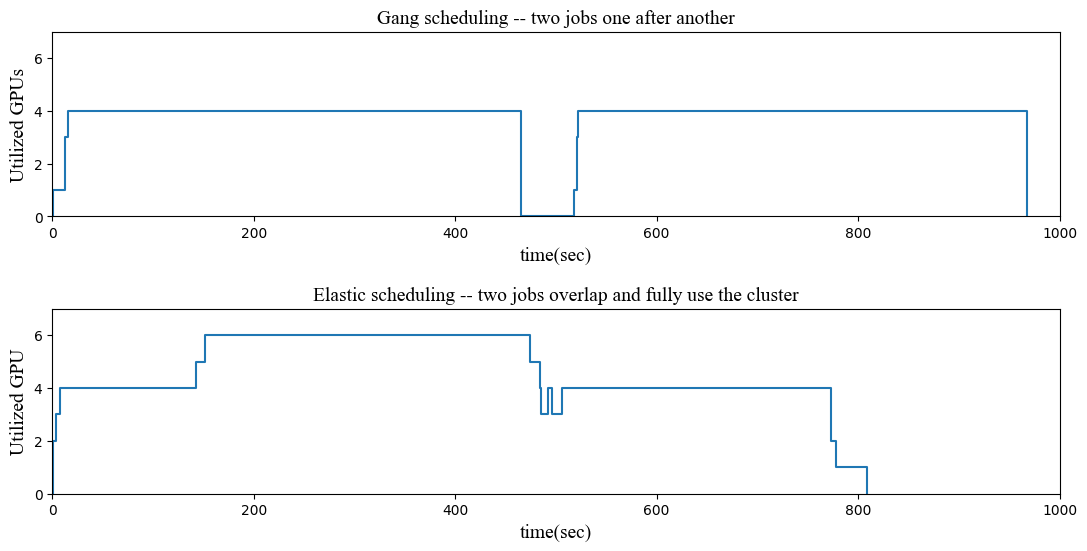 Gang scheduling -- two jobs one after another
Utilized GPUs
6
4
2
0
0 200 400 600 800 1000
time(sec)
Elastic scheduling -- two jobs overlap and fully use the cluster
Utilized GPU
6
4
2
0
0 200 400 600 800 1000
time(sec)